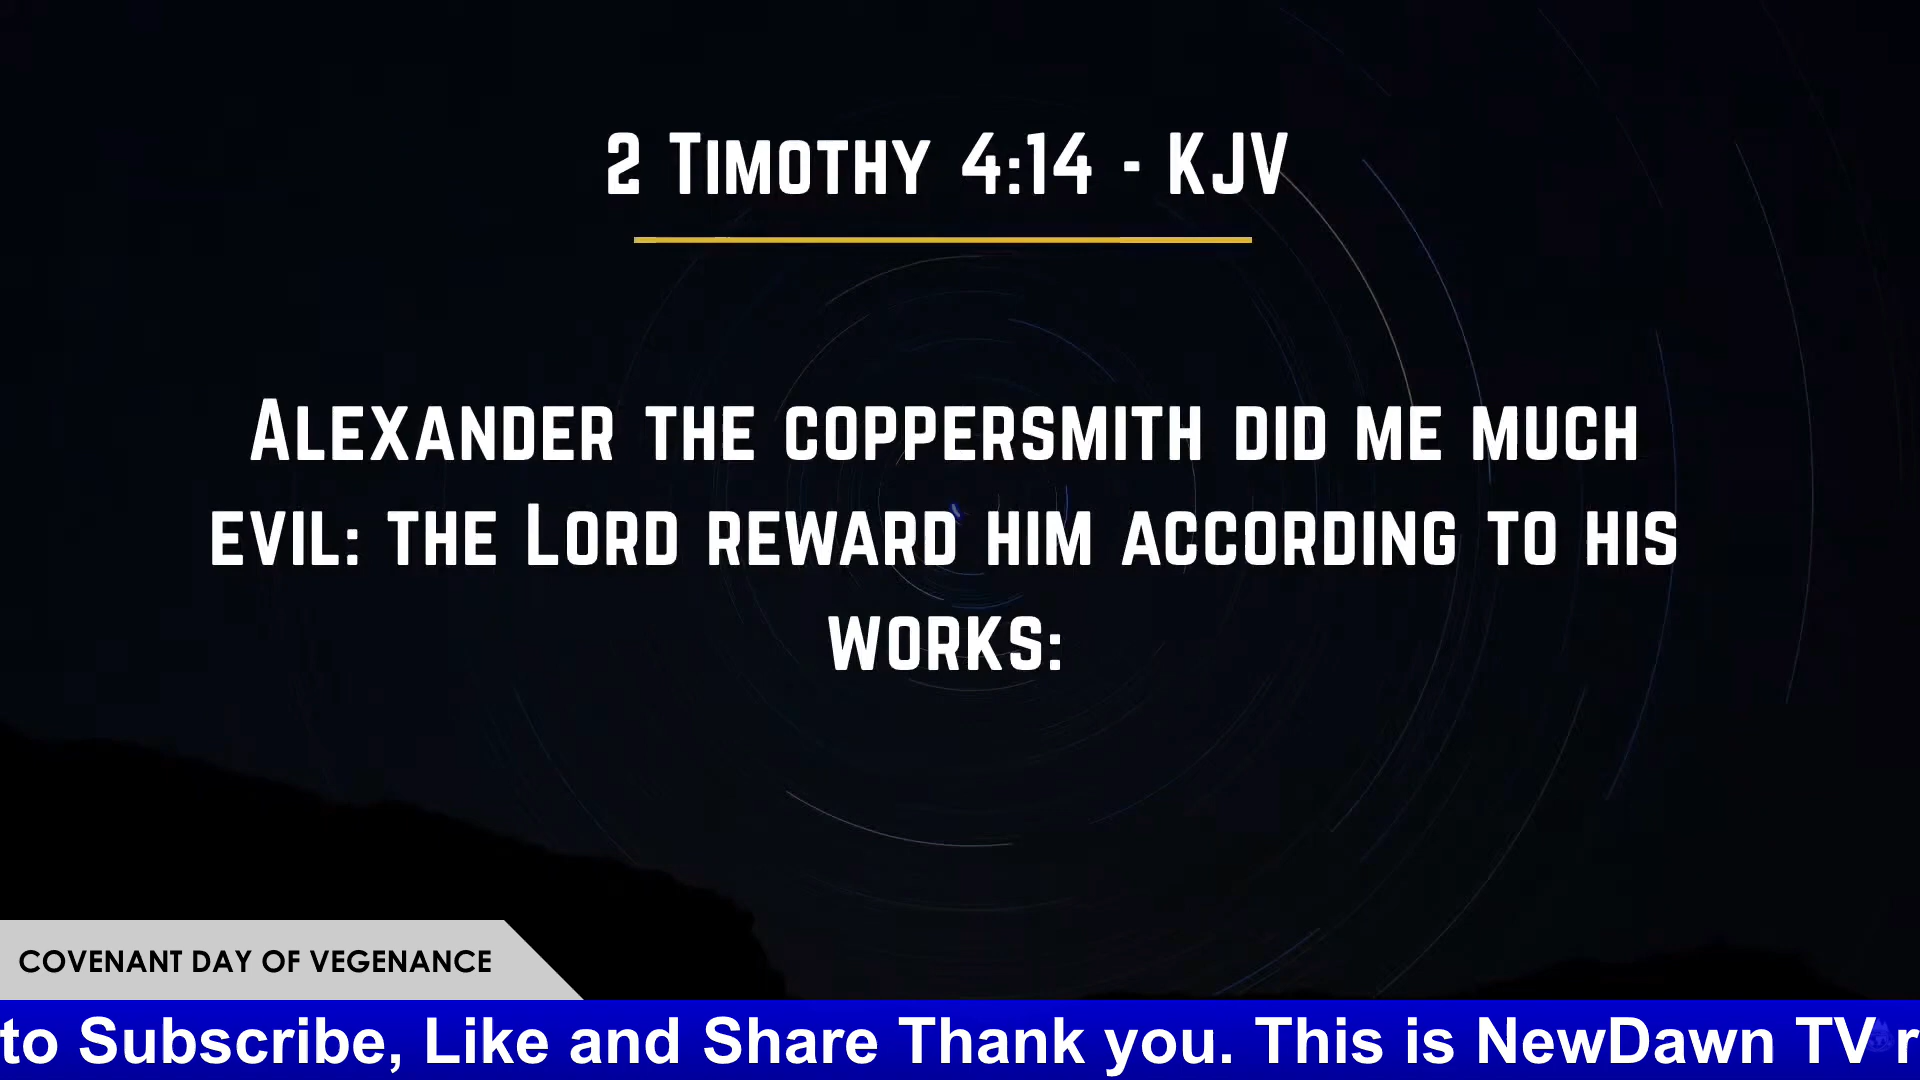 2 Timothy 4:14 - KJV
Alexander the coppersmith did me much
evil: the Lord reward him according to his
works:
COVENANT DAY OF VEGENANCE
to Subscribe, Like and Share Thank you. This is NewDawn TV r